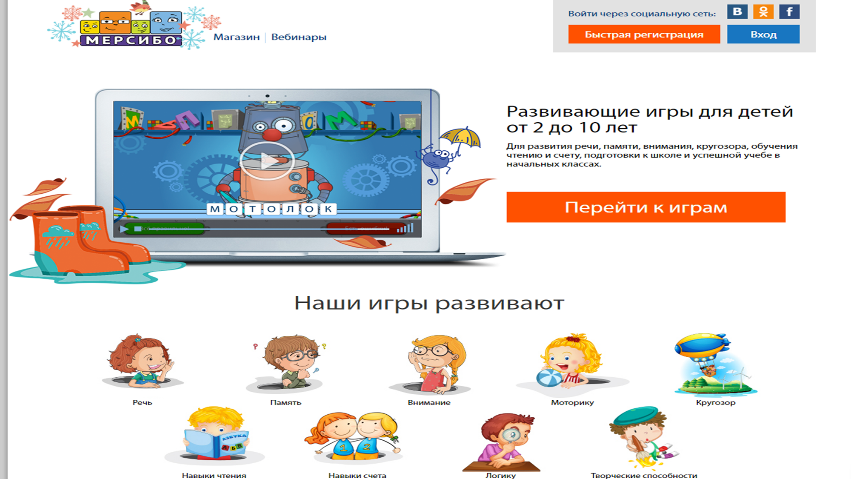 МЕРСИБО
Магазин
Вебинары
Войти через социальную сеть:
Быстрая регистрация
Вход
МОТОЛОК
Развивающие игры для детей
от 2 до 10 лет
Для развития речи, памяти, внимания, кругозора, обучения
чтению и счету, подготовки к школе и успешной учебе в
начальных классах.
Перейти к играм
Наши игры развивают
Речь
Память
Внимание
Моторику
Кругозор
АЗБУКА
Навыки чтения
Навыки счета
Логику
Творческие способности